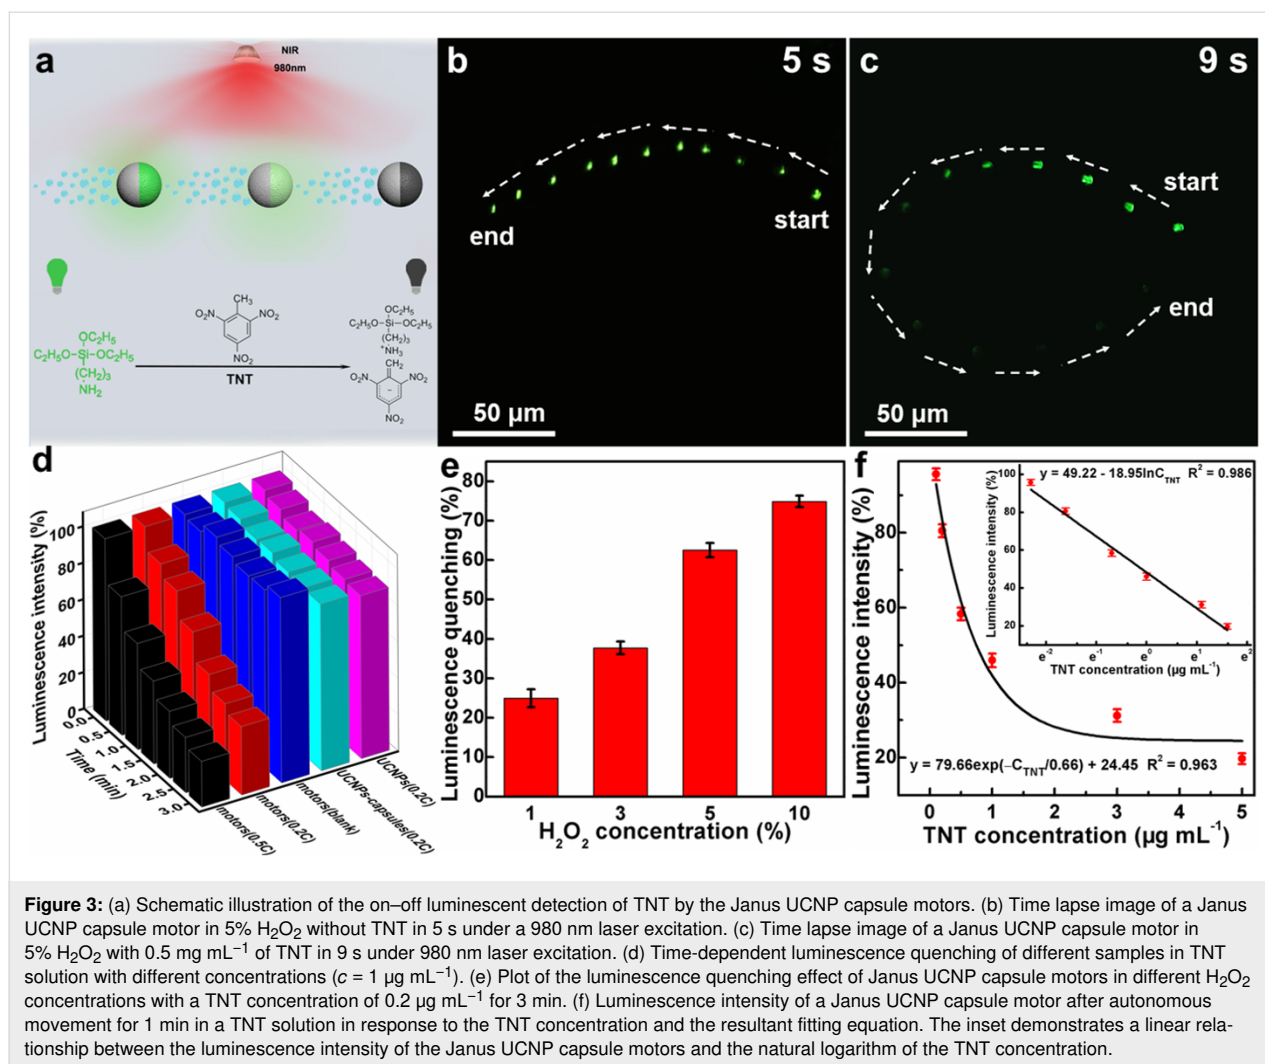 a
NIR
980nm
CH3
O2N
NO2
NO2
TNT
OC2H5
C2H5O–Si–OC2H5
(CH2)3
NH2
OC2H5
C2H5O–Si–OC2H5
(CH2)3
+NH3
CH2
O2N
NO2
-
NO2
b
5 s
end
start
50 µm
c
9 s
start
end
50 µm
d
Luminescence intensity (%)
100
80
60
40
20
0
0.0
0.5
1.0
1.5
2.0
2.5
3.0
Time (min)
motors(0.5C)
motors(0.2C)
motors(blank)
UCNPs-capsules(0.2C)
UCNPs(0.2C)
e
Luminescence quenching (%)
80
70
60
50
40
30
20
10
0
1 3 5 10
H2O2 concentration (%)
f
Luminescence intensity (%)
80
60
40
20
0 1 2 3 4 5
TNT concentration (µg mL⁻¹)
y = 79.66exp(−CTNT/0.66) + 24.45 R² = 0.963
y = 49.22 - 18.95lnCTNT R² = 0.986
Luminescence intensity (%)
100
80
60
40
20
e⁻² e⁻¹ e⁰ e¹ e²
TNT concentration (µg mL⁻¹)
Figure 3: (a) Schematic illustration of the on–off luminescent detection of TNT by the Janus UCNP capsule motors. (b) Time lapse image of a Janus
UCNP capsule motor in 5% H2O2 without TNT in 5 s under a 980 nm laser excitation. (c) Time lapse image of a Janus UCNP capsule motor in
5% H2O2 with 0.5 mg mL⁻¹ of TNT in 9 s under 980 nm laser excitation. (d) Time-dependent luminescence quenching of different samples in TNT
solution with different concentrations (c = 1 µg mL⁻¹). (e) Plot of the luminescence quenching effect of Janus UCNP capsule motors in different H2O2
concentrations with a TNT concentration of 0.2 µg mL⁻¹ for 3 min. (f) Luminescence intensity of a Janus UCNP capsule motor after autonomous
movement for 1 min in a TNT solution in response to the TNT concentration and the resultant fitting equation. The inset demonstrates a linear rela-
tionship between the luminescence intensity of the Janus UCNP capsule motors and the natural logarithm of the TNT concentration.